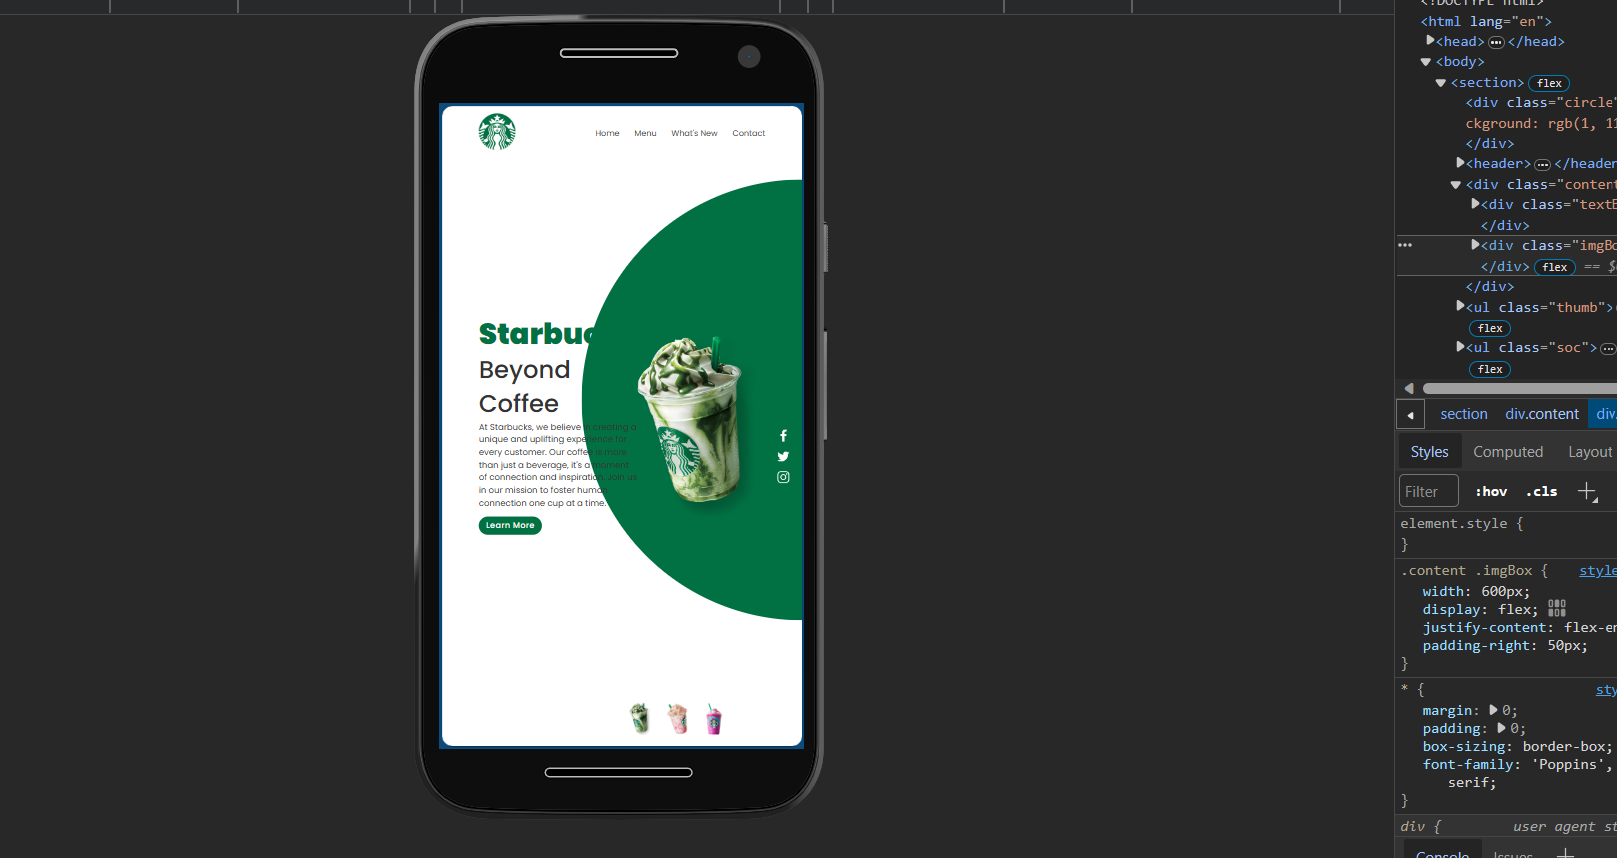 Home Menu What's New Contact
Starbuc
Beyond
Coffee
At Starbucks, we believe in creating a
unique and uplifting experience for
every customer. Our coffee is more
than just a beverage, it's a moment
of connection and inspiration. Join us
in our mission to foster human
connection one cup at a time.
Learn More
<!DOCTYPE html>
<html lang="en">
<head> ••• </head>
<body>
<section> flex
<div class="circle"
ckground: rgb(1, 11
</div>
<header> ••• </header
<div class="content
<div class="textB
</div>
••• <div class="imgBo
</div> flex == $
</div>
<ul class="thumb">
flex
<ul class="soc"> •••
flex
section div.content div.
Styles Computed Layout
Filter :hov .cls
element.style {
}
.content .imgBox { style
width: 600px;
display: flex;
justify-content: flex-en
padding-right: 50px;
}
* { sty
margin: 0;
padding: 0;
box-sizing: border-box;
font-family: 'Poppins',
serif;
}
div { user agent st
Console Issues